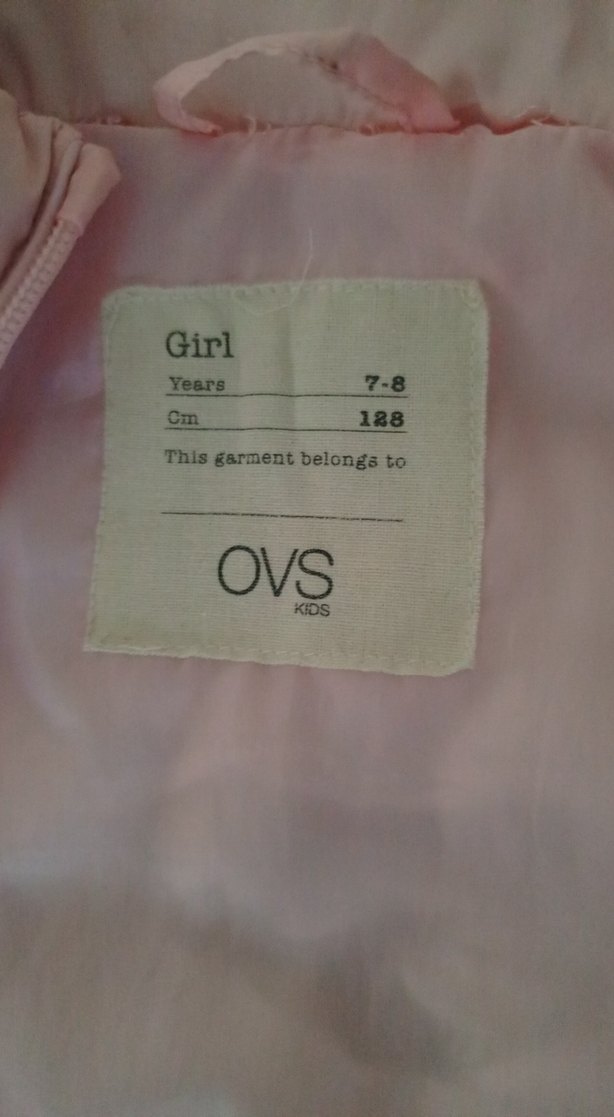 Girl
Years 7-8
Cm 128
This garment belongs to
OVS
KIDS